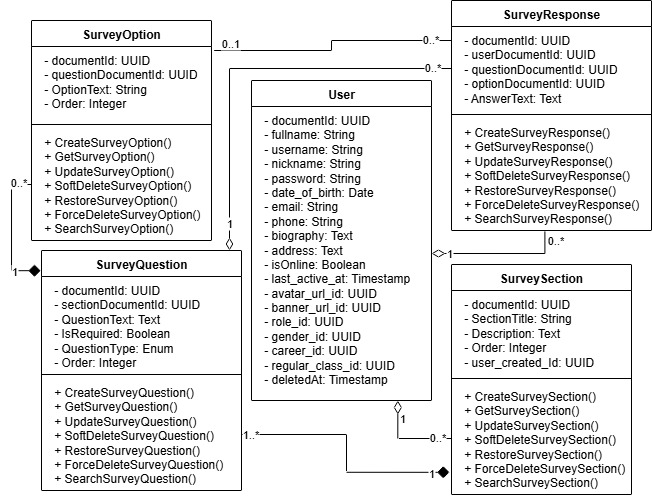 SurveyOption
- documentId: UUID
- questionDocumentId: UUID
- OptionText: String
- Order: Integer
+ CreateSurveyOption()
+ GetSurveyOption()
+ UpdateSurveyOption()
+ SoftDeleteSurveyOption()
+ RestoreSurveyOption()
+ ForceDeleteSurveyOption()
+ SearchSurveyOption()
0..1
0..*
0..*
SurveyResponse
- documentId: UUID
- userDocumentId: UUID
- questionDocumentId: UUID
- optionDocumentId: UUID
- AnswerText: Text
+ CreateSurveyResponse()
+ GetSurveyResponse()
+ UpdateSurveyResponse()
+ SoftDeleteSurveyResponse()
+ RestoreSurveyResponse()
+ ForceDeleteSurveyResponse()
+ SearchSurveyResponse()
User
- documentId: UUID
- fullname: String
- username: String
- nickname: String
- password: String
- date_of_birth: Date
- email: String
- phone: String
- biography: Text
- address: Text
- isOnline: Boolean
- last_active_at: Timestamp
- avatar_url_id: UUID
- banner_url_id: UUID
- role_id: UUID
- gender_id: UUID
- career_id: UUID
- regular_class_id: UUID
- deletedAt: Timestamp
0..*
1
1
1
0..*
SurveyQuestion
- documentId: UUID
- sectionDocumentId: UUID
- QuestionText: Text
- IsRequired: Boolean
- QuestionType: Enum
- Order: Integer
+ CreateSurveyQuestion()
+ GetSurveyQuestion()
+ UpdateSurveyQuestion()
+ SoftDeleteSurveyQuestion()
+ RestoreSurveyQuestion()
+ ForceDeleteSurveyQuestion()
+ SearchSurveyQuestion()
SurveySection
- documentId: UUID
- SectionTitle: String
- Description: Text
- Order: Integer
- user_created_Id: UUID
+ CreateSurveySection()
+ GetSurveySection()
+ UpdateSurveySection()
+ SoftDeleteSurveySection()
+ RestoreSurveySection()
+ ForceDeleteSurveySection()
+ SearchSurveySection()
1
0..*
1..*
1